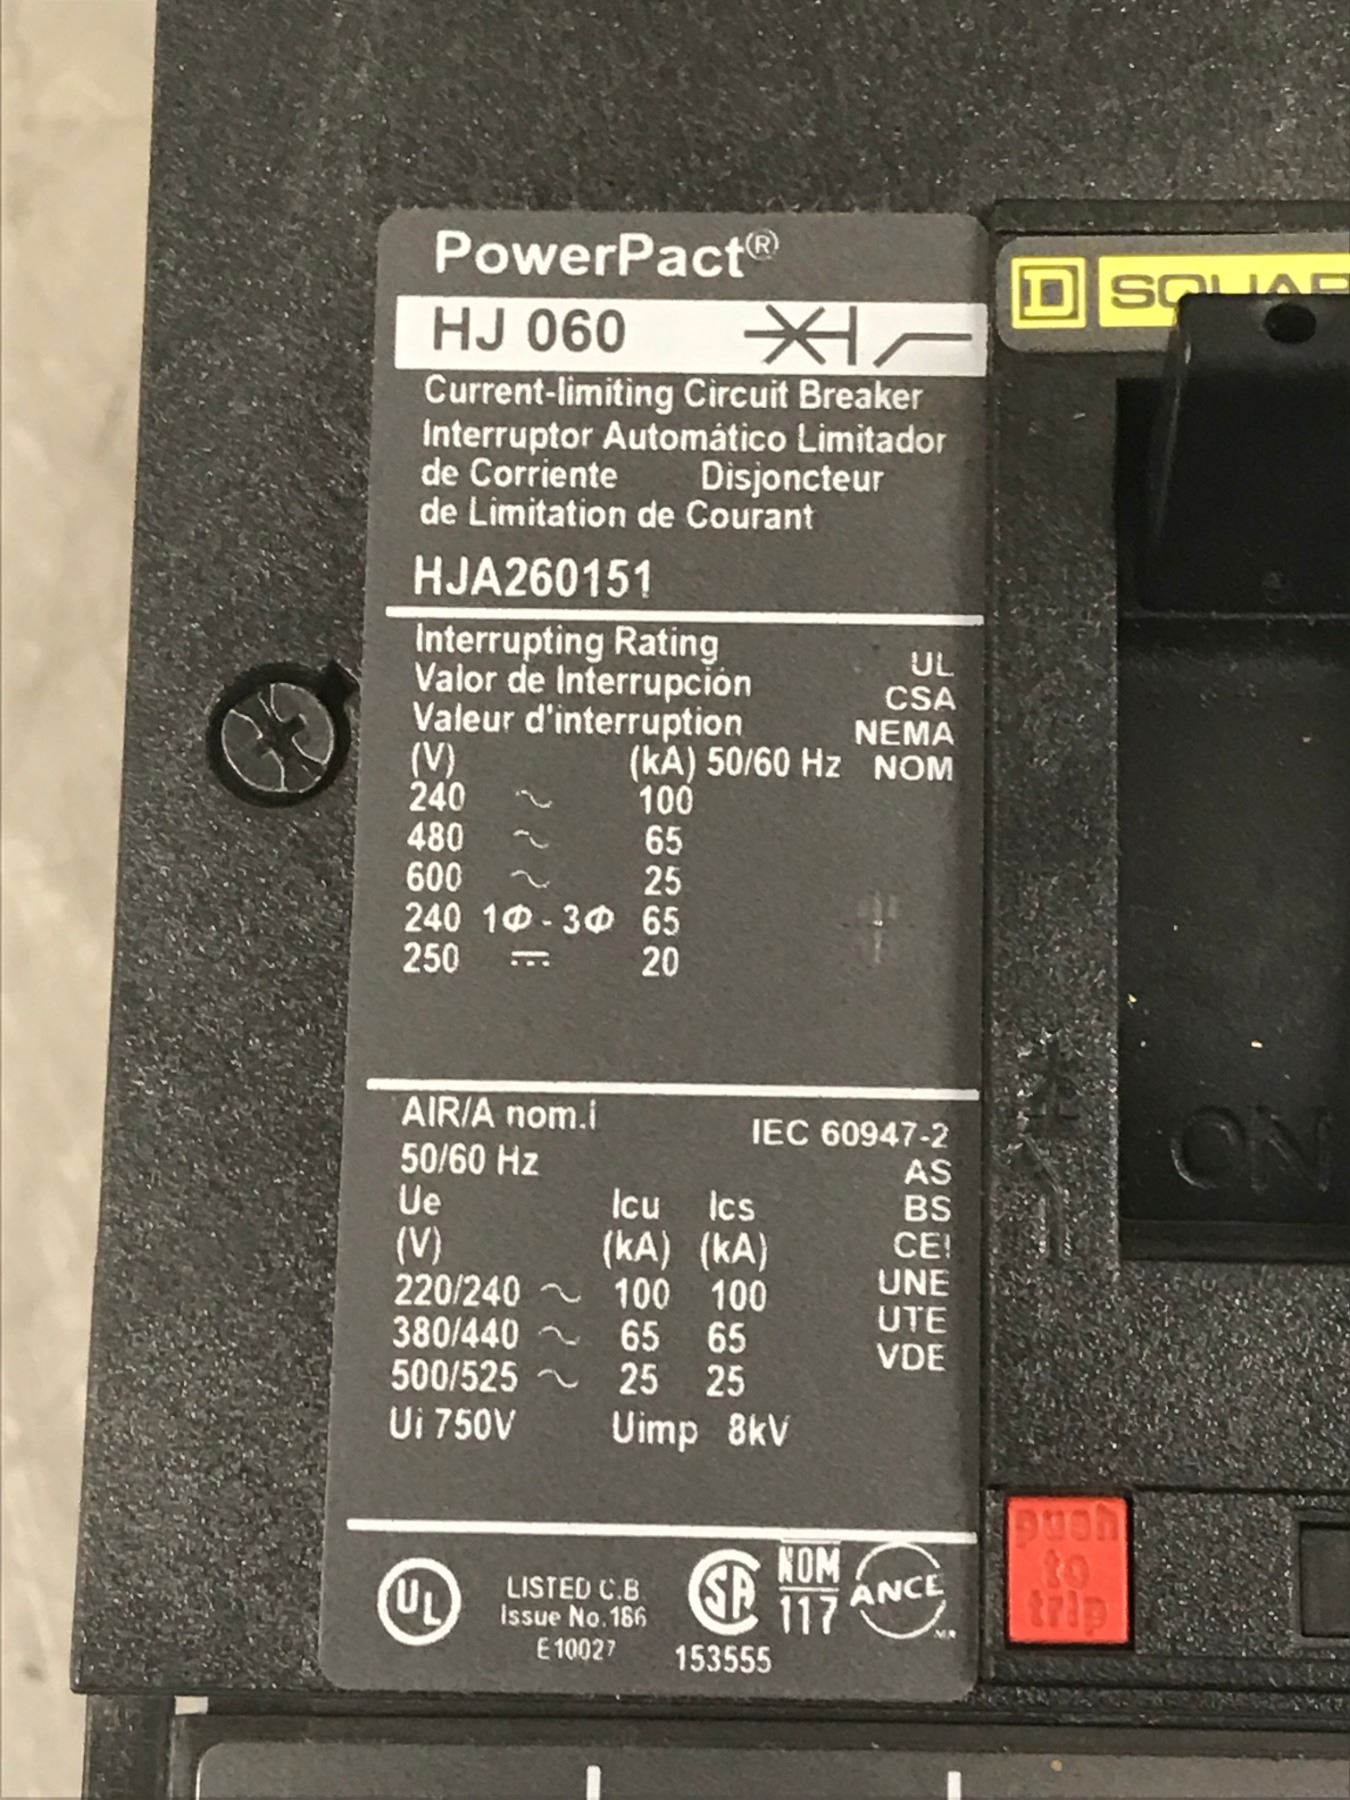 PowerPact®
HJ 060
Current-limiting Circuit Breaker
Interruptor Automático Limitador
de Corriente Disjoncteur
de Limitation de Courant
HJA260151
Interrupting Rating UL
Valor de Interrupción CSA
Valeur d'interruption NEMA
(V) (kA) 50/60 Hz NOM
240 ~ 100
480 ~ 65
600 ~ 25
240 1Φ - 3Φ 65
250 ⎓ 20
AIR/A nom.i IEC 60947-2
50/60 Hz AS
Ue Icu Ics BS
(V) (kA) (kA) CEI
220/240 ~ 100 100 UNE
380/440 ~ 65 65 UTE
500/525 ~ 25 25 VDE
Ui 750V Uimp 8kV
UL
LISTED C.B
Issue No.186
E10027
SA
153555
NOM
117
ANCE
D
ON
push
to
trip